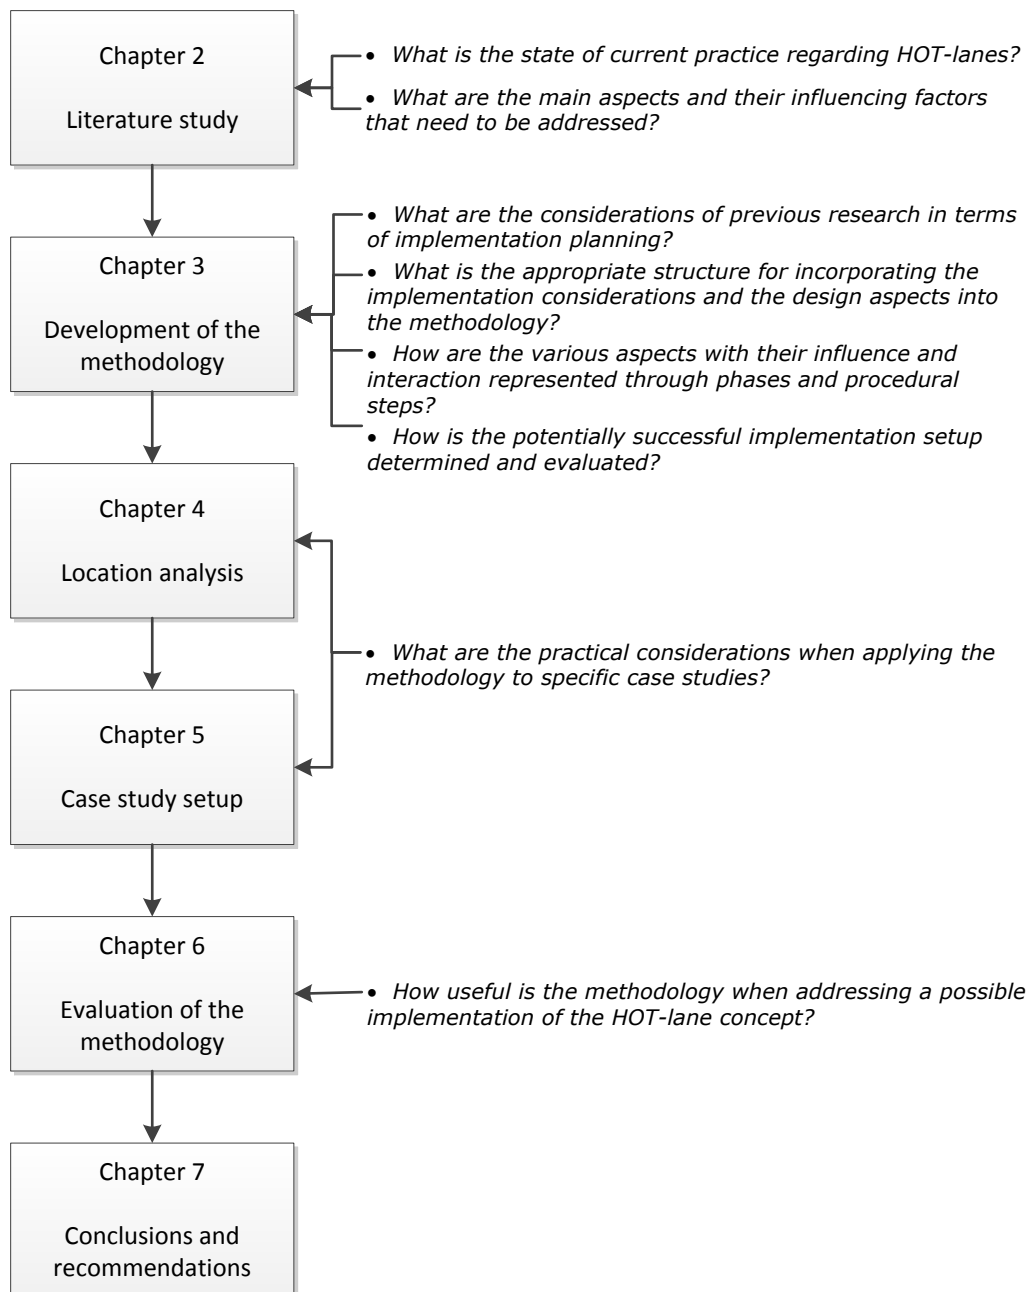 Chapter 2
Literature study
• What is the state of current practice regarding HOT-lanes?
• What are the main aspects and their influencing factors
that need to be addressed?
Chapter 3
Development of the
methodology
• What are the considerations of previous research in terms
of implementation planning?
• What is the appropriate structure for incorporating the
implementation considerations and the design aspects into
the methodology?
• How are the various aspects with their influence and
interaction represented through phases and procedural
steps?
• How is the potentially successful implementation setup
determined and evaluated?
Chapter 4
Location analysis
• What are the practical considerations when applying the
methodology to specific case studies?
Chapter 5
Case study setup
Chapter 6
Evaluation of the
methodology
• How useful is the methodology when addressing a possible
implementation of the HOT-lane concept?
Chapter 7
Conclusions and
recommendations